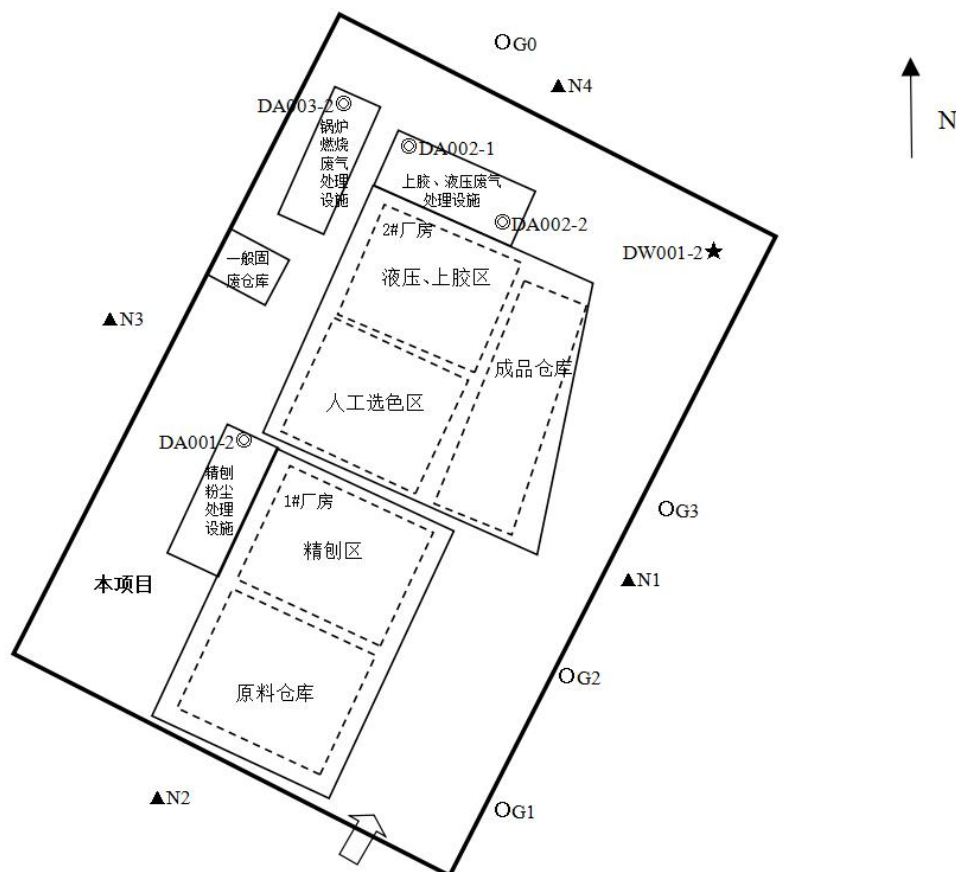 ○G0
▲N4
N
DA003-2◎
锅炉
燃烧
废气
处理
设施
◎DA002-1
上胶、液压废气
处理设施
◎DA002-2
DW001-2★
2#厂房
液压、上胶区
一般固
废仓库
▲N3
成品仓库
人工选色区
DA001-2◎
精刨
粉尘
处理
设施
1#厂房
精刨区
○G3
▲N1
本项目
○G2
原料仓库
▲N2
○G1